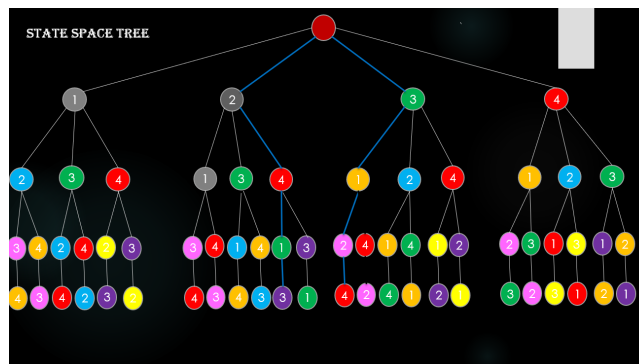 STATE SPACE TREE
1 2 3 4
2 3 4 1 3 4 1 2 4 1 2 3
3 4 2 4 2 3 3 4 1 4 1 3 2 4 1 4 1 2 2 3 1 3 1 2
4 3 4 2 3 2 4 3 4 3 3 1 4 2 4 1 2 1 3 2 3 1 2 1